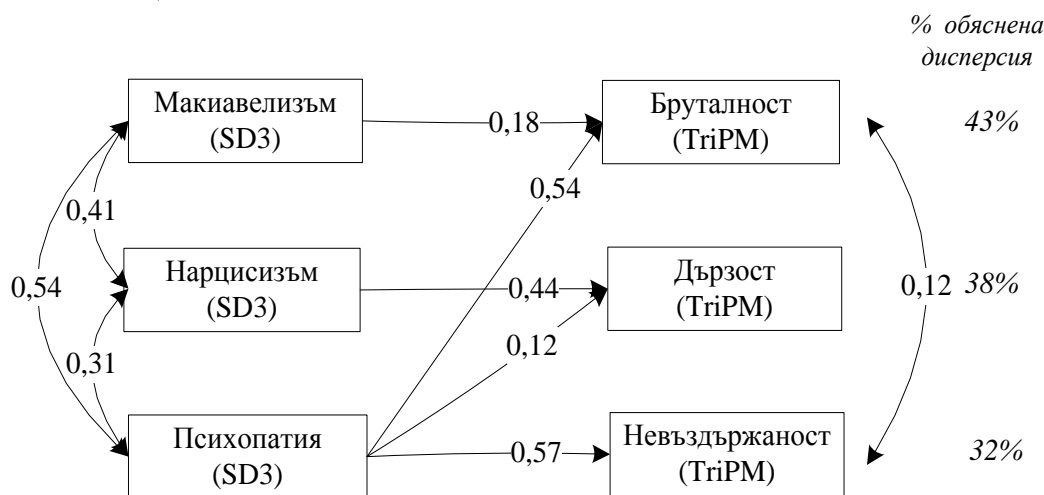 % обяснена
дисперсия
Макиавелизъм
(SD3)
0,18
Бруталност
(TriPM)
43%
0,54
0,41
Нарцисизъм
(SD3)
0,44
Дързост
(TriPM)
0,54
0,12
38%
0,12
0,31
Психопатия
(SD3)
0,57
Невъздържаност
(TriPM)
32%